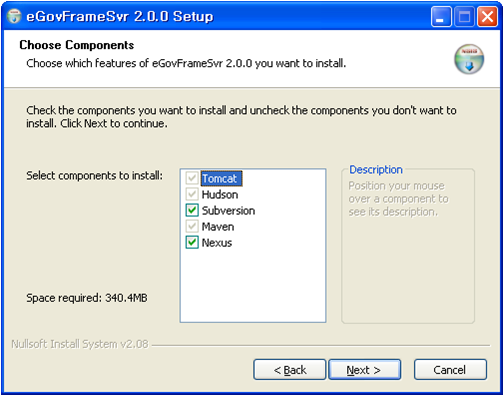 eGovFrameSvr 2.0.0 Setup
Choose Components
Choose which features of eGovFrameSvr 2.0.0 you want to install.
Check the components you want to install and uncheck the components you don't want to
install. Click Next to continue.
Select components to install:
Tomcat
Hudson
Subversion
Maven
Nexus
Description
Position your mouse
over a component to
see its description.
Space required: 340.4MB
Nullsoft Install System v2.08
< Back
Next >
Cancel